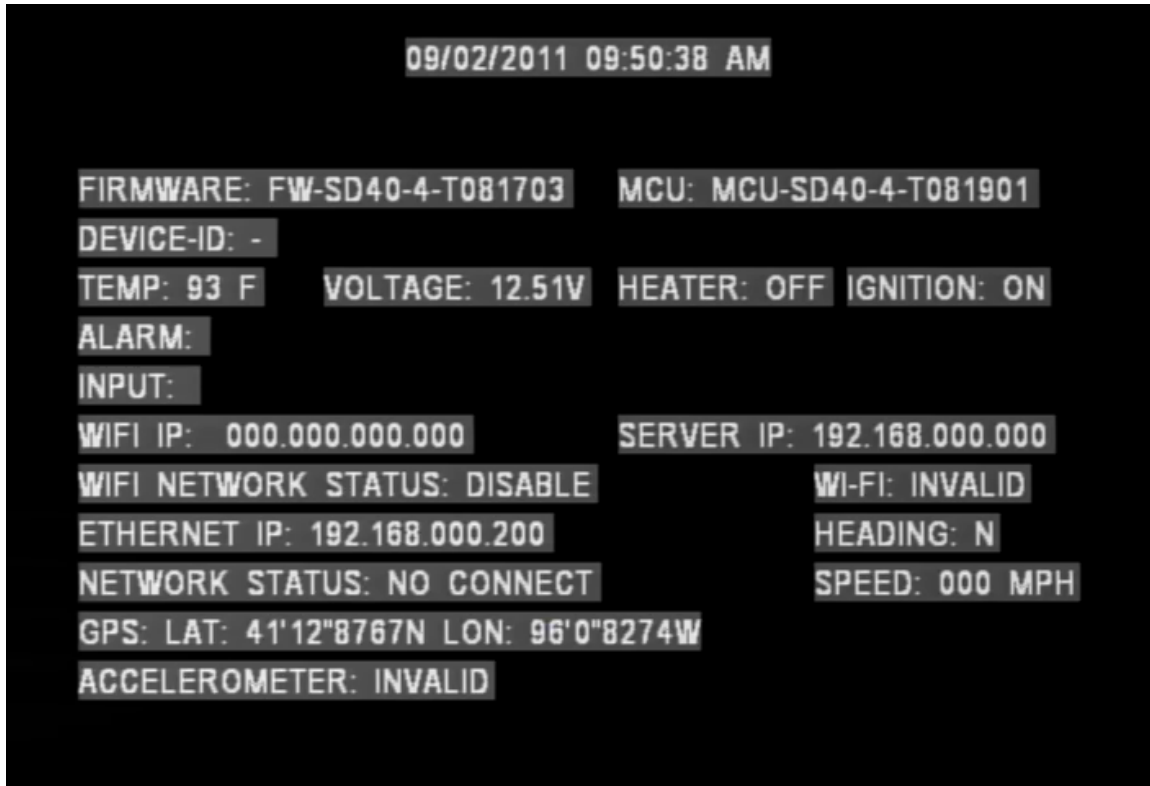 09/02/2011 09:50:38 AM
FIRMWARE: FW-SD40-4-T081703 MCU: MCU-SD40-4-T081901
DEVICE-ID: -
TEMP: 93 F VOLTAGE: 12.51V HEATER: OFF IGNITION: ON
ALARM:
INPUT:
WIFI IP: 000.000.000.000 SERVER IP: 192.168.000.000
WIFI NETWORK STATUS: DISABLE WI-FI: INVALID
ETHERNET IP: 192.168.000.200 HEADING: N
NETWORK STATUS: NO CONNECT SPEED: 000 MPH
GPS: LAT: 41'12"8767N LON: 96'0"8274W
ACCELEROMETER: INVALID